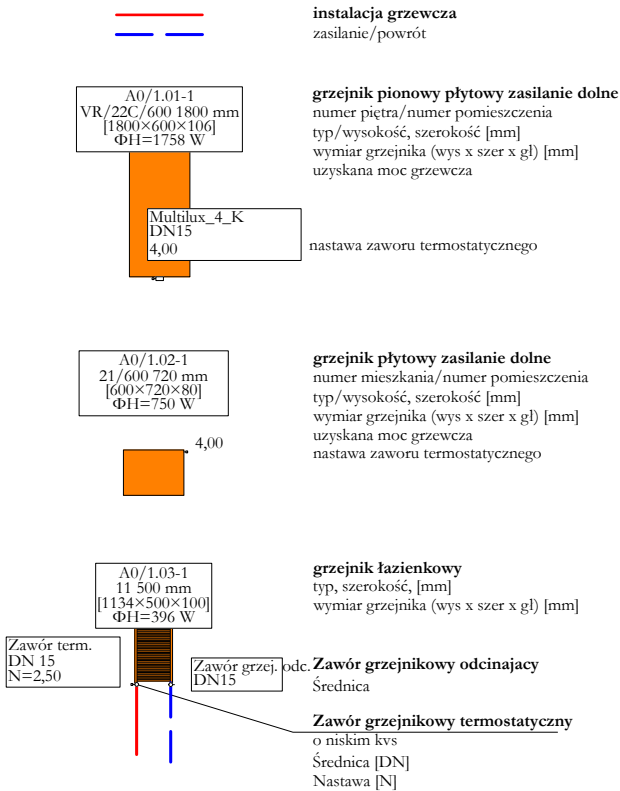 instalacja grzewcza
zasilanie/powrót
A0/1.01-1
VR/22C/600 1800 mm
[1800×600×106]
ΦH=1758 W
grzejnik pionowy płytowy zasilanie dolne
numer piętra/numer pomieszczenia
typ/wysokość, szerokość [mm]
wymiar grzejnika (wys x szer x gł) [mm]
uzyskana moc grzewcza
Multilux_4_K
DN15
4,00
nastawa zaworu termostatycznego
A0/1.02-1
21/600 720 mm
[600×720×80]
ΦH=750 W
4,00
grzejnik płytowy zasilanie dolne
numer mieszkania/numer pomieszczenia
typ/wysokość, szerokość [mm]
wymiar grzejnika (wys x szer x gł) [mm]
uzyskana moc grzewcza
nastawa zaworu termostatycznego
A0/1.03-1
11 500 mm
[1134×500×100]
ΦH=396 W
grzejnik łazienkowy
typ, szerokość, [mm]
wymiar grzejnika (wys x szer x gł) [mm]
Zawór term.
DN 15
N=2,50
Zawór grzej. odc.
DN15
Zawór grzejnikowy odcinajacy
Średnica
Zawór grzejnikowy termostatyczny
o niskim kvs
Średnica [DN]
Nastawa [N]